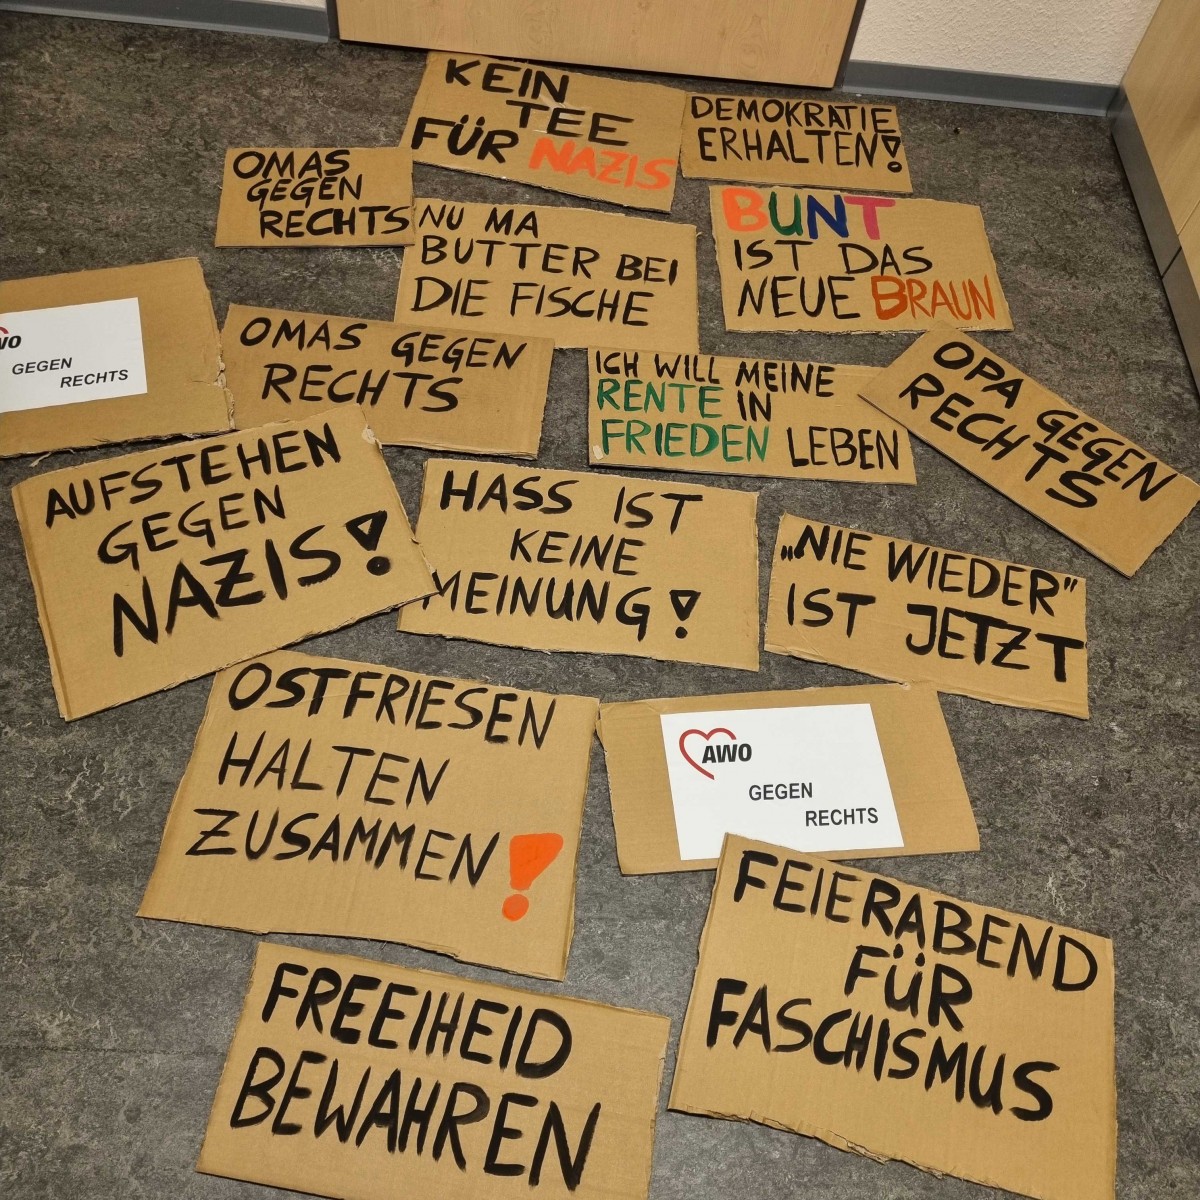 KEIN
TEE
FÜR NAZIS
DEMOKRATIE
ERHALTEN!
OMAS
GEGEN
RECHTS
NU MA
BUTTER BEI
DIE FISCHE
BUNT
IST DAS
NEUE BRAUN
GEGEN
RECHTS
OMAS GEGEN
RECHTS
ICH WILL MEINE
RENTE IN
FRIEDEN LEBEN
OPA GEGEN
RECHTS
AUFSTEHEN
GEGEN
NAZIS!
HASS IST
KEINE
MEINUNG!
„NIE WIEDER"
IST JETZT
OSTFRIESEN
HALTEN
ZUSAMMEN!
AWO
GEGEN
RECHTS
FEIERABEND
FÜR
FASCHISMUS
FREEIHEID
BEWAHREN